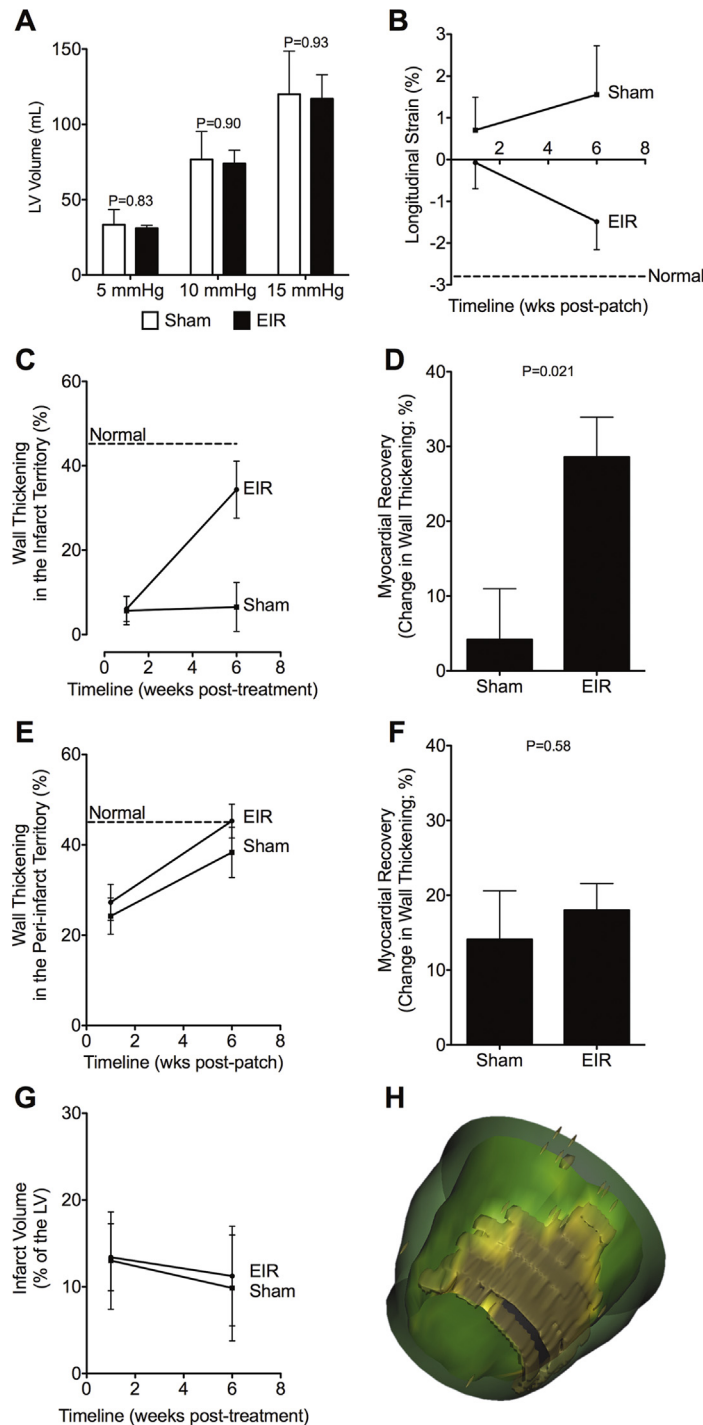 A
LV Volume (mL)
150
100
50
0
P=0.83
P=0.90
P=0.93
5 mmHg 10 mmHg 15 mmHg
Sham EIR
B
Longitudinal Strain (%)
3
2
1
0
-1
-2
-3
2 4 6 8
Sham
EIR
Normal
Timeline (wks post-patch)
C
Wall Thickening
in the Infarct Territory (%)
60
40
20
0
Normal
EIR
Sham
0 2 4 6 8
Timeline (weeks post-treatment)
D
Myocardial Recovery
(Change in Wall Thickening; %)
40
30
20
10
0
P=0.021
Sham EIR
E
Wall Thickening
in the Peri-infarct Territory (%)
60
40
20
0
Normal
EIR
Sham
0 2 4 6 8
Timeline (wks post-patch)
F
Myocardial Recovery
(Change in Wall Thickening; %)
40
30
20
10
0
P=0.58
Sham EIR
G
Infarct Volume
(% of the LV)
30
20
10
0
EIR
Sham
0 2 4 6 8
Timeline (weeks post-treatment)
H